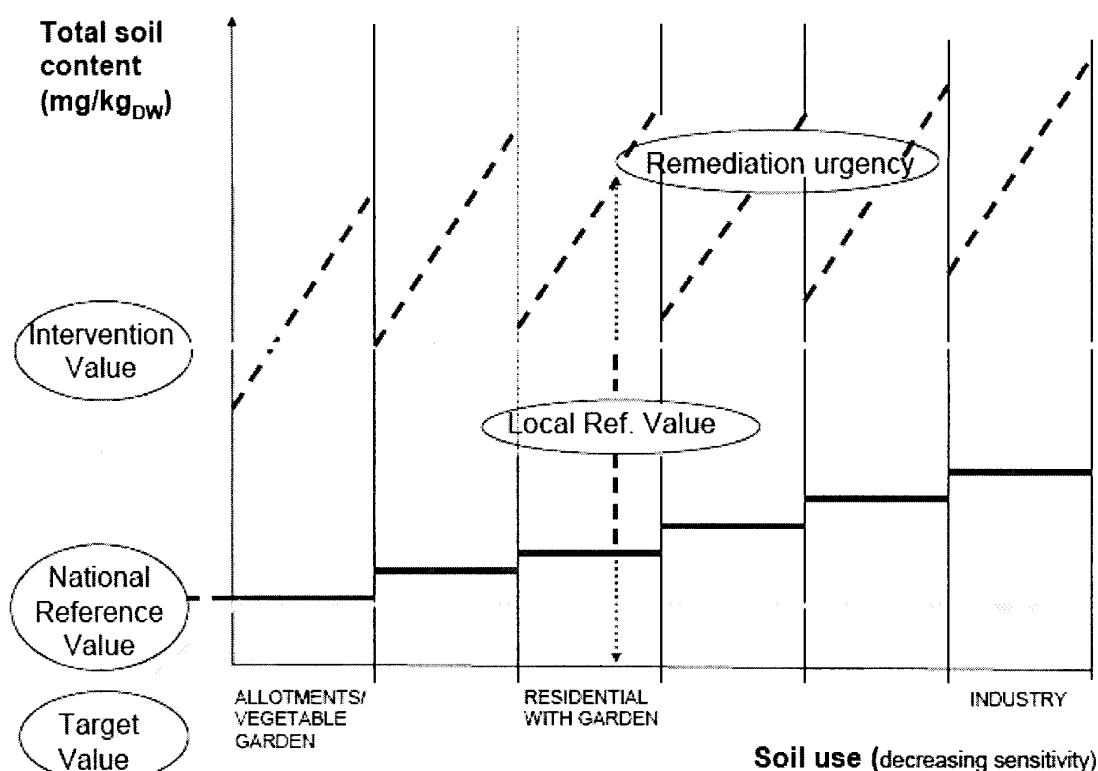 Total soil
content
(mg/kgDW)
Remediation urgency
Intervention
Value
Local Ref. Value
National
Reference
Value
ALLOTMENTS/
VEGETABLE
GARDEN
RESIDENTIAL
WITH GARDEN
INDUSTRY
Target
Value
Soil use (decreasing sensitivity)